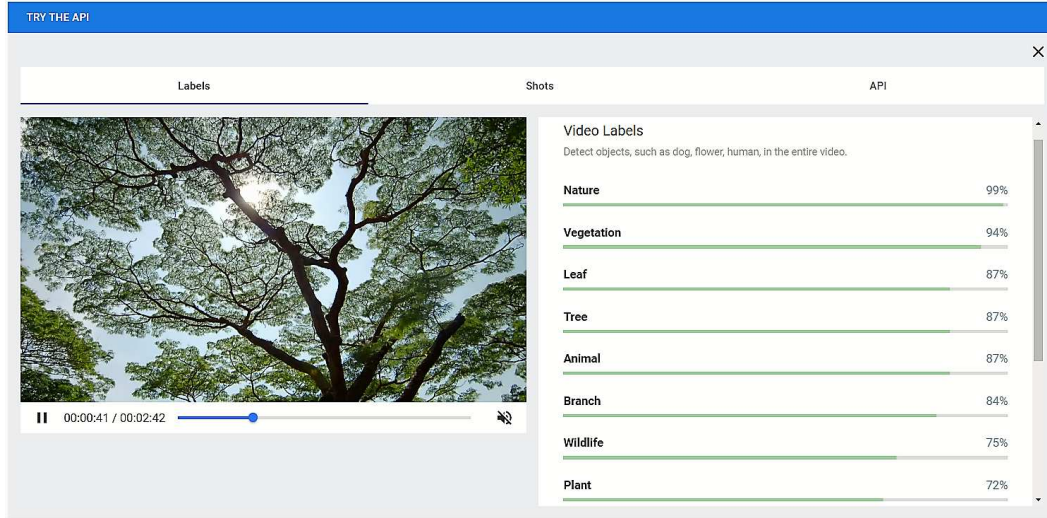 TRY THE API
Labels
Shots
API
Video Labels
Detect objects, such as dog, flower, human, in the entire video.
Nature 99%
Vegetation 94%
Leaf 87%
Tree 87%
Animal 87%
Branch 84%
Wildlife 75%
Plant 72%
00:00:41 / 00:02:42